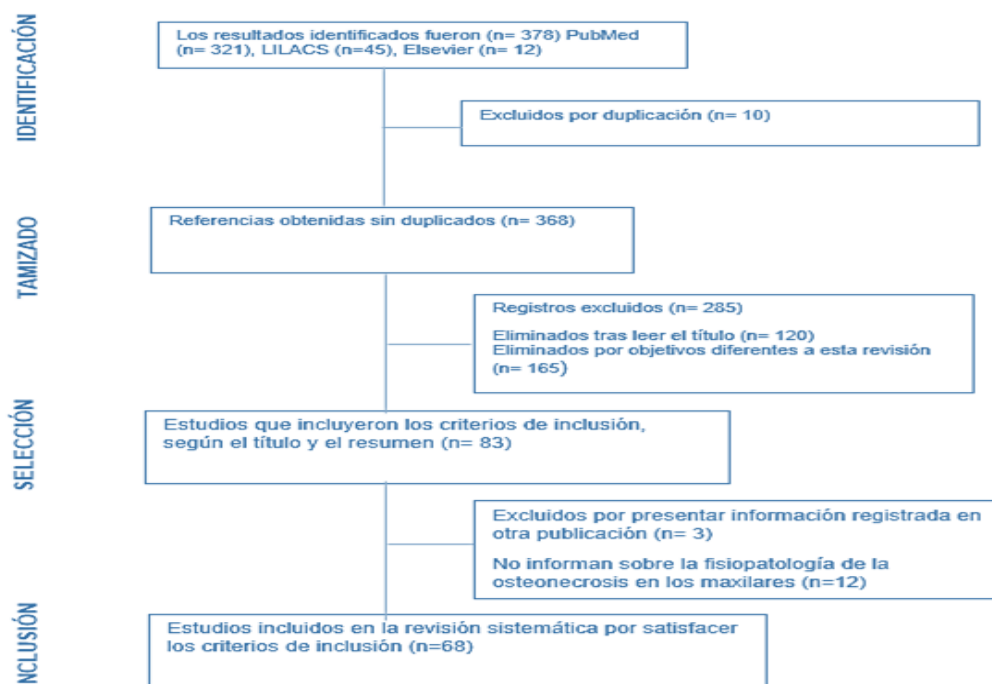 IDENTIFICACIÓN
Los resultados identificados fueron (n= 378) PubMed
(n= 321), LILACS (n=45), Elsevier (n= 12)
Excluidos por duplicación (n= 10)
TAMIZADO
Referencias obtenidas sin duplicados (n= 368)
Registros excluidos (n= 285)
Eliminados tras leer el título (n= 120)
Eliminados por objetivos diferentes a esta revisión
(n= 165)
SELECCIÓN
Estudios que incluyeron los criterios de inclusión,
según el título y el resumen (n= 83)
Excluidos por presentar información registrada en
otra publicación (n= 3)
No informan sobre la fisiopatología de la
osteonecrosis en los maxilares (n=12)
NCLUSIÓN
Estudios incluidos en la revisión sistemática por satisfacer
los criterios de inclusión (n=68)